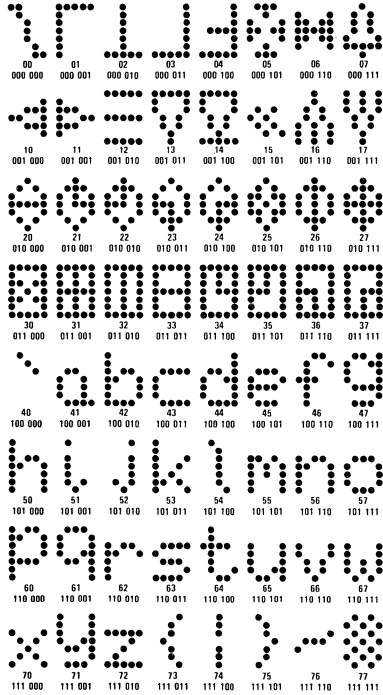 00 01 02 03 04 05 06 07
000 000 000 001 000 010 000 011 000 100 000 101 000 110 000 111
10 11 12 13 14 15 16 17
001 000 001 001 001 010 001 011 001 100 001 101 001 110 001 111
20 21 22 23 24 25 26 27
010 000 010 001 010 010 010 011 010 100 010 101 010 110 010 111
30 31 32 33 34 35 36 37
011 000 011 001 011 010 011 011 011 100 011 101 011 110 011 111
` a b c d e f g
40 41 42 43 44 45 46 47
100 000 100 001 100 010 100 011 100 100 100 101 100 110 100 111
h i j k l m n o
50 51 52 53 54 55 56 57
101 000 101 001 101 010 101 011 101 100 101 101 101 110 101 111
p q r s t u v w
60 61 62 63 64 65 66 67
110 000 110 001 110 010 110 011 110 100 110 101 110 110 110 111
x y z { | } ~
70 71 72 73 74 75 76 77
111 000 111 001 111 010 111 011 111 100 111 101 111 110 111 111